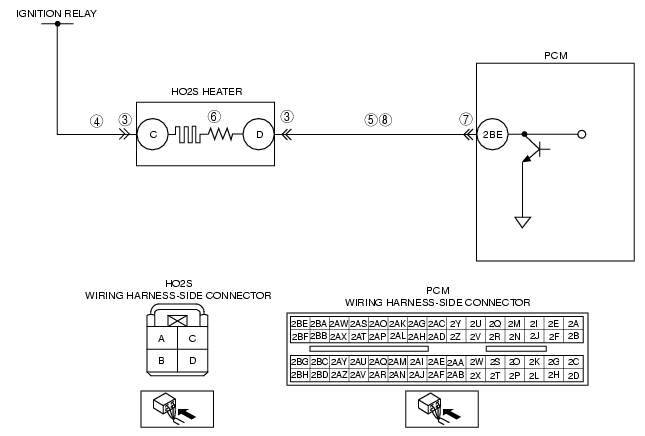 IGNITION RELAY
PCM
HO2S HEATER
④ ③ ⑥ ③ ⑤ ⑧ ⑦
C D 2BE
HO2S
WIRING HARNESS-SIDE CONNECTOR
A C
B D
PCM
WIRING HARNESS-SIDE CONNECTOR
2BE 2BA 2AW 2AS 2AO 2AK 2AG 2AC 2Y 2U 2Q 2M 2I 2E 2A
2BF 2BB 2AX 2AT 2AP 2AL 2AH 2AD 2Z 2V 2R 2N 2J 2F 2B
2BG 2BC 2AY 2AU 2AQ 2AM 2AI 2AE 2AA 2W 2S 2O 2K 2G 2C
2BH 2BD 2AZ 2AV 2AR 2AN 2AJ 2AF 2AB 2X 2T 2P 2L 2H 2D